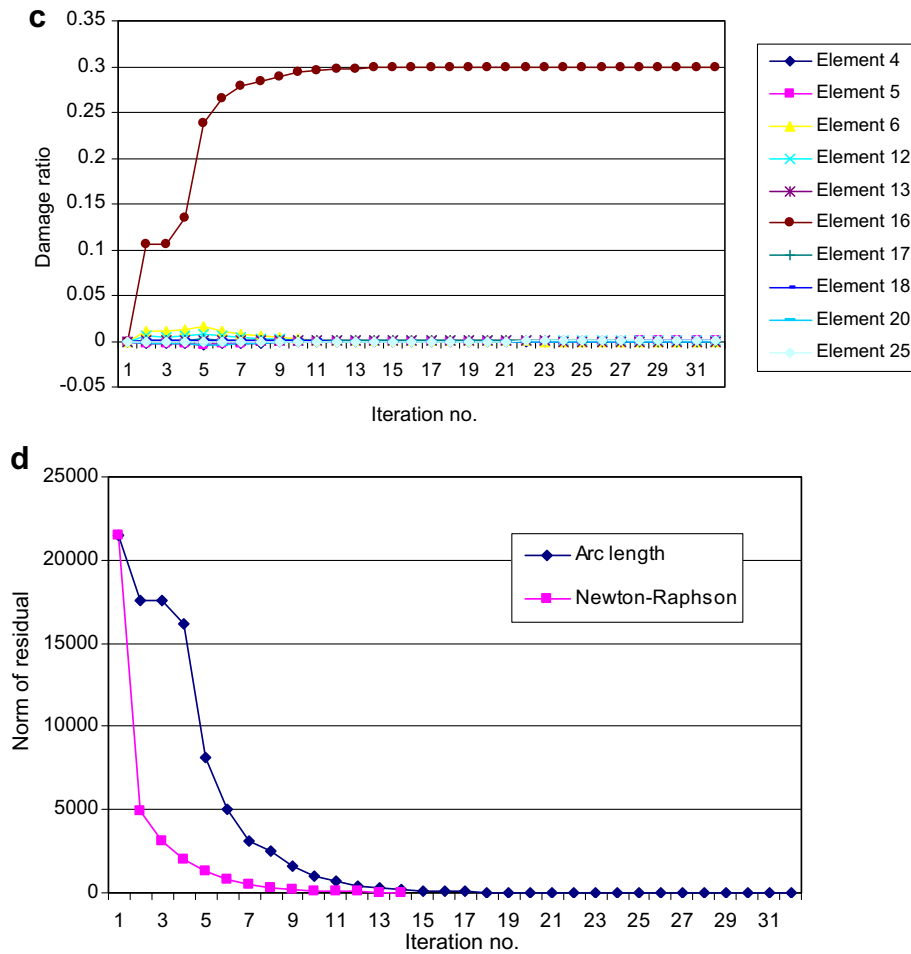 c
0.35
0.3
0.25
0.2
0.15
0.1
0.05
0
-0.05
Damage ratio
1 3 5 7 9 11 13 15 17 19 21 23 25 27 29 31
Iteration no.
Element 4
Element 5
Element 6
Element 12
Element 13
Element 16
Element 17
Element 18
Element 20
Element 25
d
25000
20000
15000
10000
5000
0
Norm of residual
Arc length
Newton-Raphson
1 3 5 7 9 11 13 15 17 19 21 23 25 27 29 31
Iteration no.